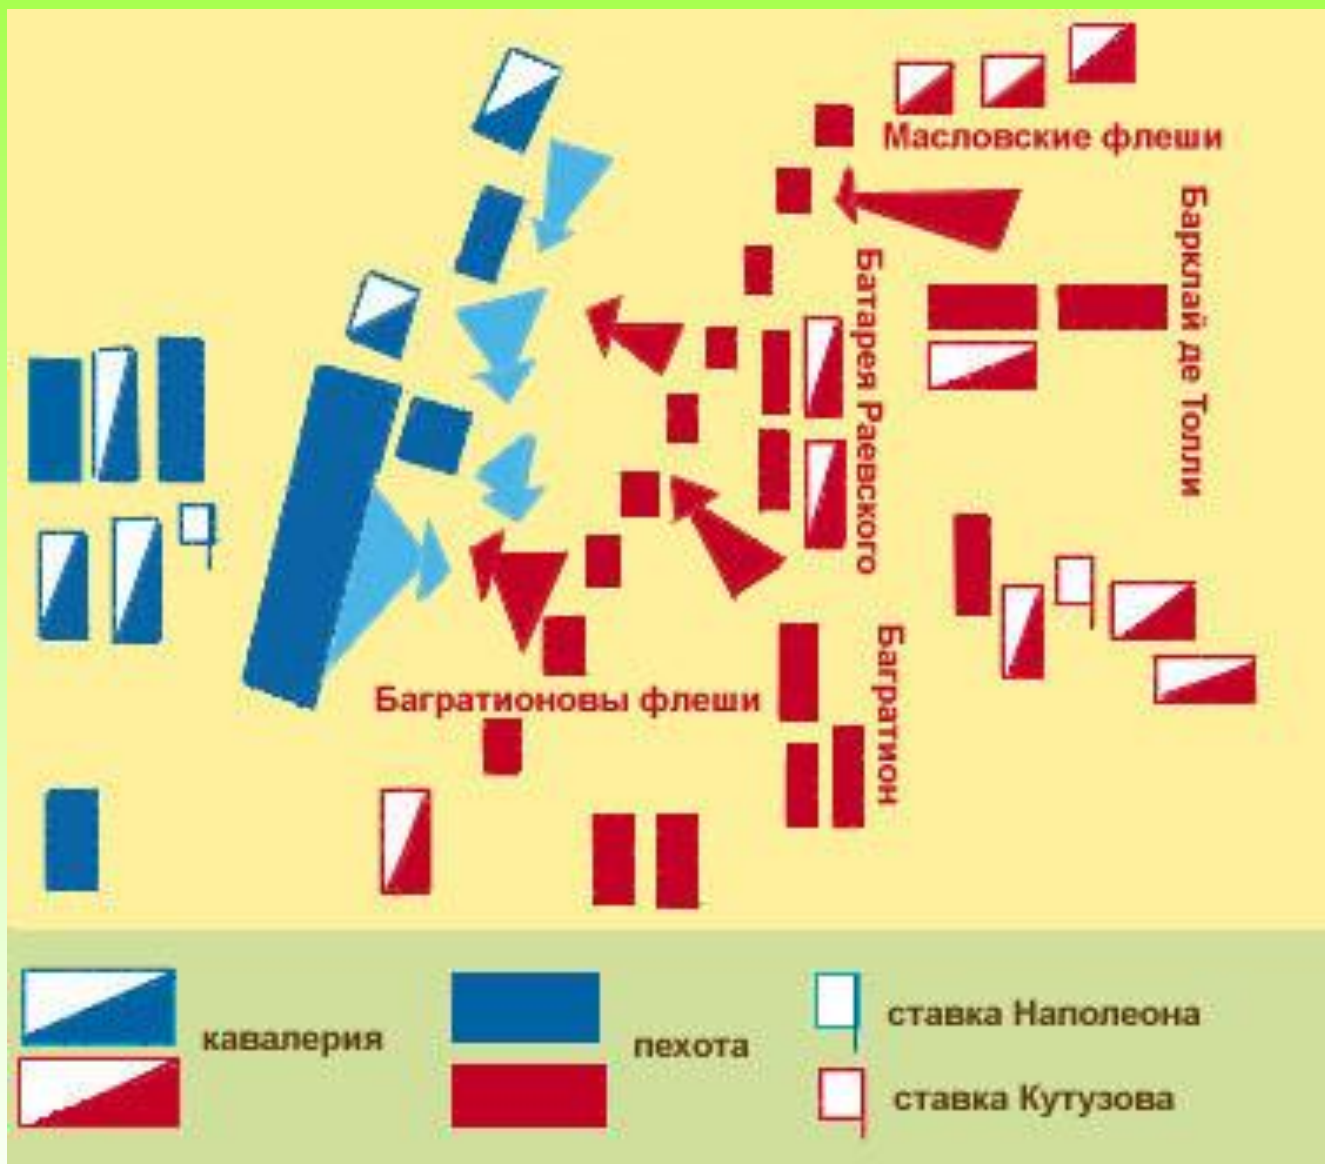 Масловские флеши
Барклай де Толли
Батарея Раевского
Багратион
Багратионовы флеши
кавалерия
пехота
ставка Наполеона
ставка Кутузова